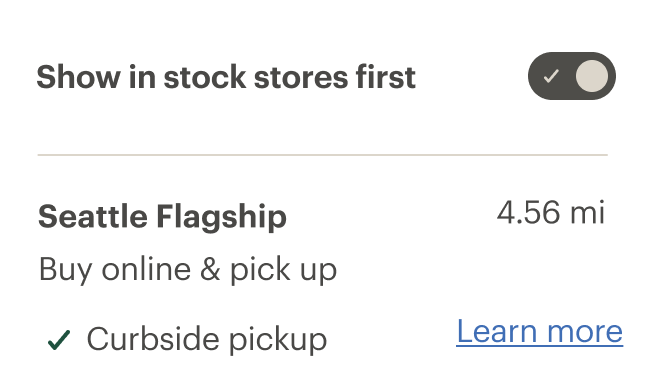 Show in stock stores first
Seattle Flagship 4.56 mi
Buy online & pick up
Curbside pickup Learn more